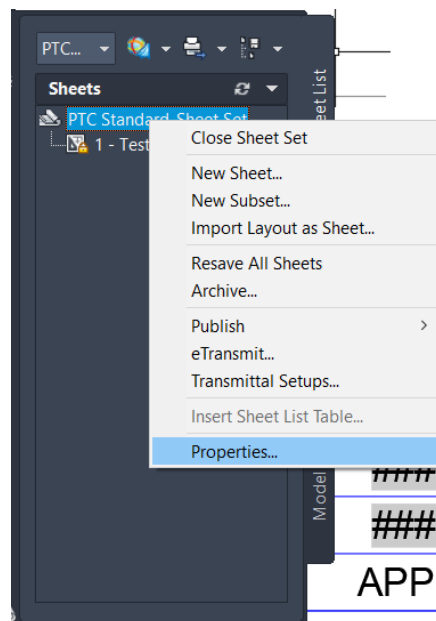 PTC...
Sheets
PTC Standard Sheet Set
1 - Test
Close Sheet Set
New Sheet...
New Subset...
Import Layout as Sheet...
Resave All Sheets
Archive...
Publish
eTransmit...
Transmittal Setups...
Insert Sheet List Table...
Properties...
eet List
Model
###
###
APP